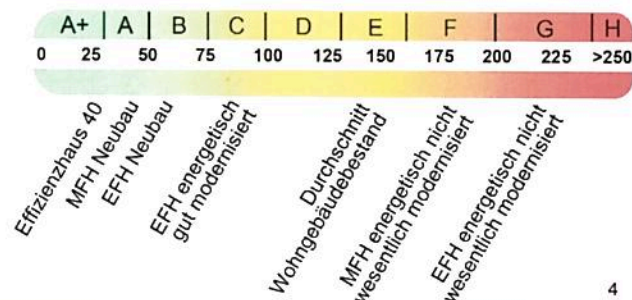 A+ A B C D E F G H
0 25 50 75 100 125 150 175 200 225 >250
Effizienzhaus 40
MFH Neubau
EFH Neubau
EFH energetisch
gut modernisiert
Durchschnitt
Wohngebäudebestand
MFH energetisch nicht
wesentlich modernisiert
EFH energetisch nicht
wesentlich modernisiert
4